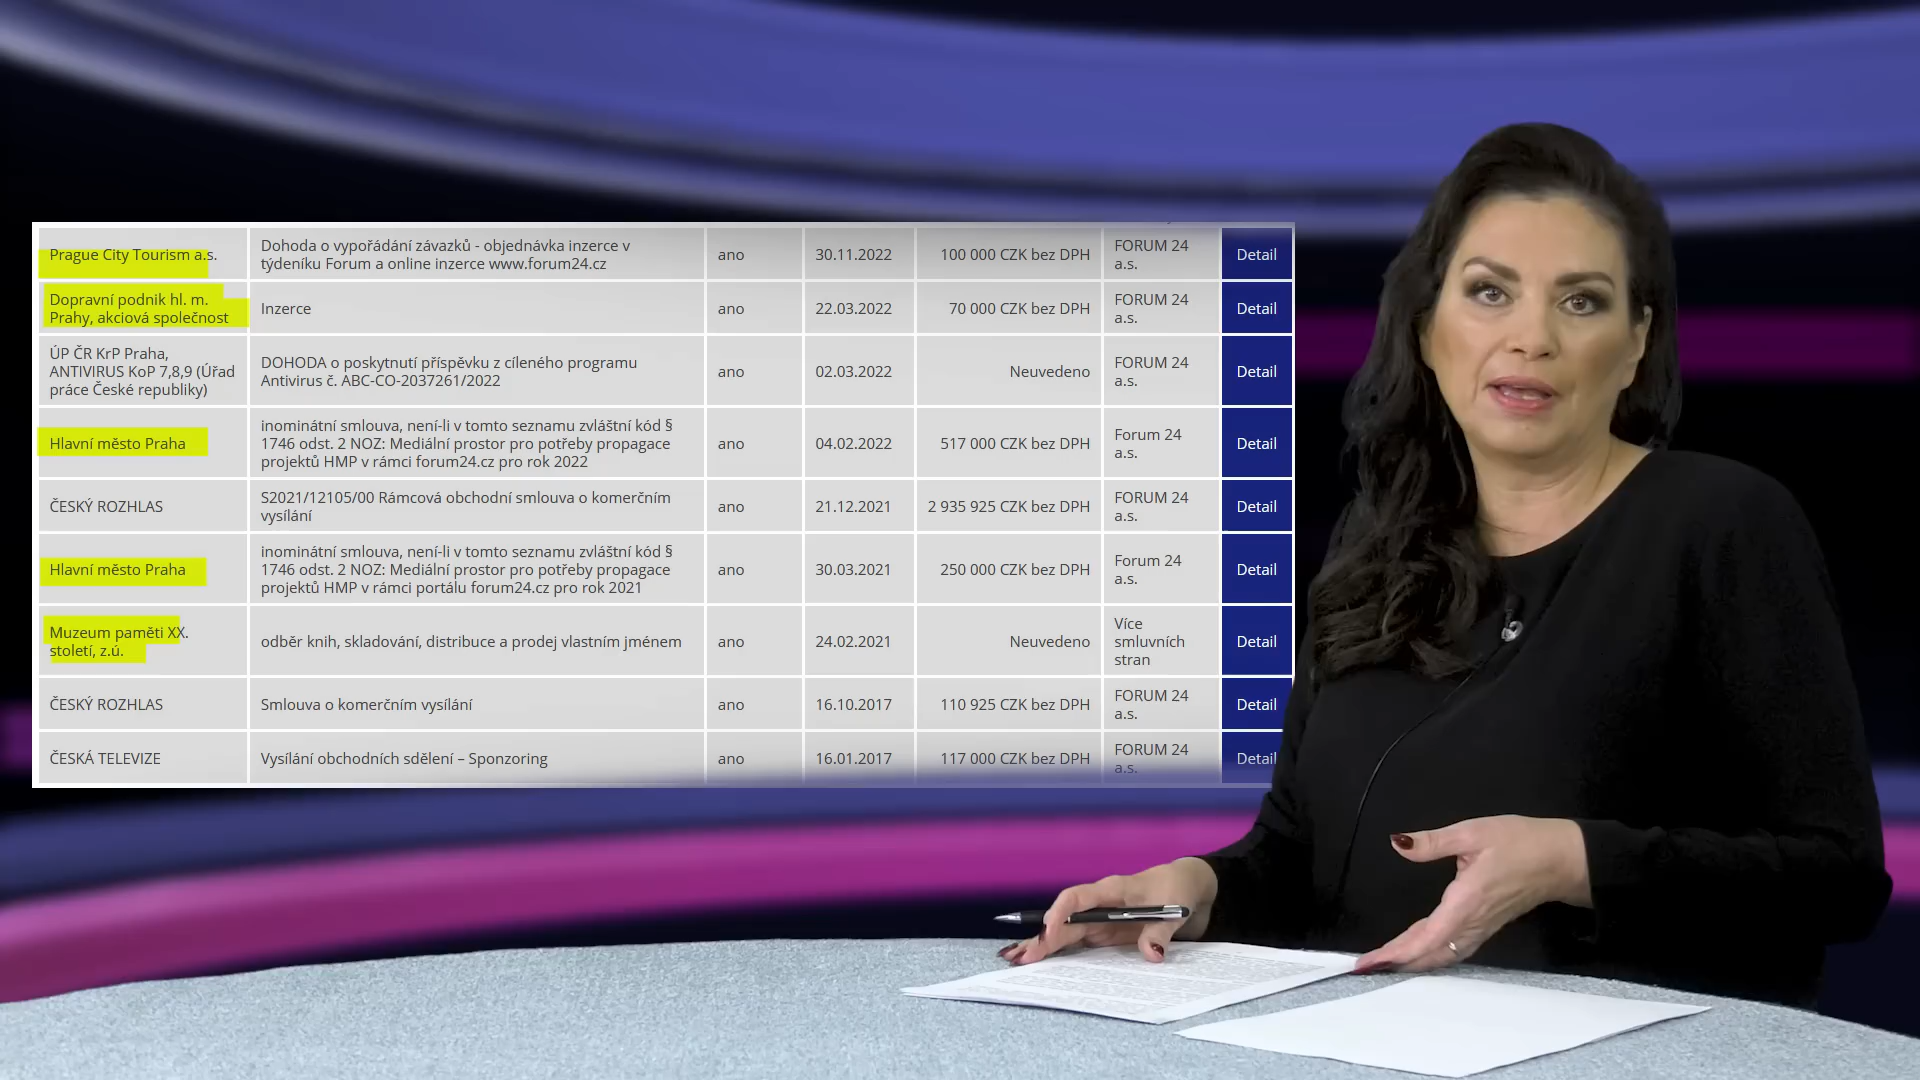 Prague City Tourism a.s.
Dohoda o vypořádání závazků - objednávka inzerce v
týdeníku Forum a online inzerce www.forum24.cz
ano
30.11.2022
100 000 CZK bez DPH
FORUM 24
a.s.
Detail
Dopravní podnik hl. m.
Prahy, akciová společnost
Inzerce
ano
22.03.2022
70 000 CZK bez DPH
FORUM 24
a.s.
Detail
ÚP ČR KrP Praha,
ANTIVIRUS KoP 7,8,9 (Úřad
práce České republiky)
DOHODA o poskytnutí příspěvku z cíleného programu
Antivirus č. ABC-CO-2037261/2022
ano
02.03.2022
Neuvedeno
FORUM 24
a.s.
Detail
Hlavní město Praha
inominátní smlouva, není-li v tomto seznamu zvláštní kód §
1746 odst. 2 NOZ: Mediální prostor pro potřeby propagace
projektů HMP v rámci forum24.cz pro rok 2022
ano
04.02.2022
517 000 CZK bez DPH
Forum 24
a.s.
Detail
ČESKÝ ROZHLAS
S2021/12105/00 Rámcová obchodní smlouva o komerčním
vysílání
ano
21.12.2021
2 935 925 CZK bez DPH
FORUM 24
a.s.
Detail
Hlavní město Praha
inominátní smlouva, není-li v tomto seznamu zvláštní kód §
1746 odst. 2 NOZ: Mediální prostor pro potřeby propagace
projektů HMP v rámci portálu forum24.cz pro rok 2021
ano
30.03.2021
250 000 CZK bez DPH
Forum 24
a.s.
Detail
Muzeum paměti XX.
století, z.ú.
odběr knih, skladování, distribuce a prodej vlastním jménem
ano
24.02.2021
Neuvedeno
Více
smluvních
stran
Detail
ČESKÝ ROZHLAS
Smlouva o komerčním vysílání
ano
16.10.2017
110 925 CZK bez DPH
FORUM 24
a.s.
Detail
ČESKÁ TELEVIZE
Vysílání obchodních sdělení – Sponzoring
ano
16.01.2017
117 000 CZK bez DPH
FORUM 24
a.s.
Detail